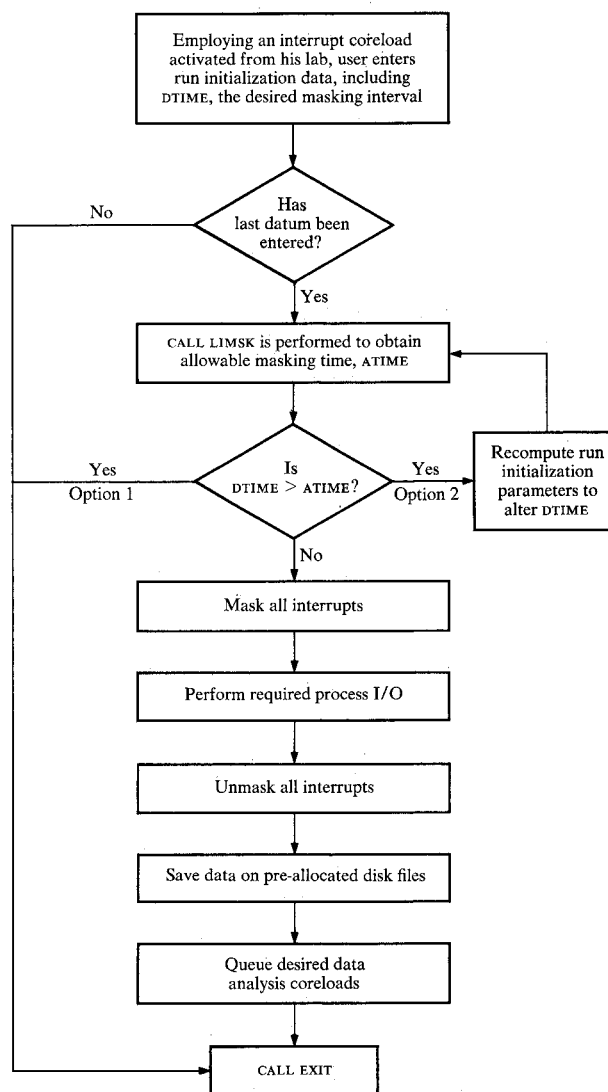 Employing an interrupt coreload
activated from his lab, user enters
run initialization data, including
DTIME, the desired masking interval
No
Has
last datum been
entered?
Yes
CALL LIMSK is performed to obtain
allowable masking time, ATIME
Yes
Option 1
Is
DTIME > ATIME?
Yes
Option 2
Recompute run
initialization
parameters to
alter DTIME
No
Mask all interrupts
Perform required process I/O
Unmask all interrupts
Save data on pre-allocated disk files
Queue desired data
analysis coreloads
CALL EXIT